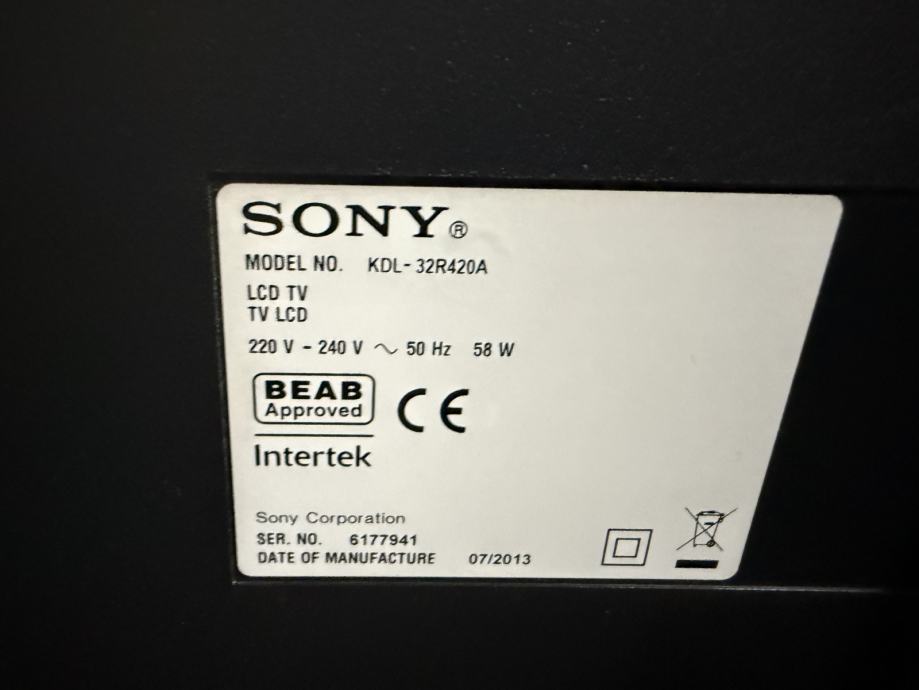 SONY®
MODEL NO. KDL-32R420A
LCD TV
TV LCD
220 V - 240 V ~ 50 Hz 58 W
BEAB
Approved
CE
Intertek
Sony Corporation
SER. NO. 6177941
DATE OF MANUFACTURE 07/2013